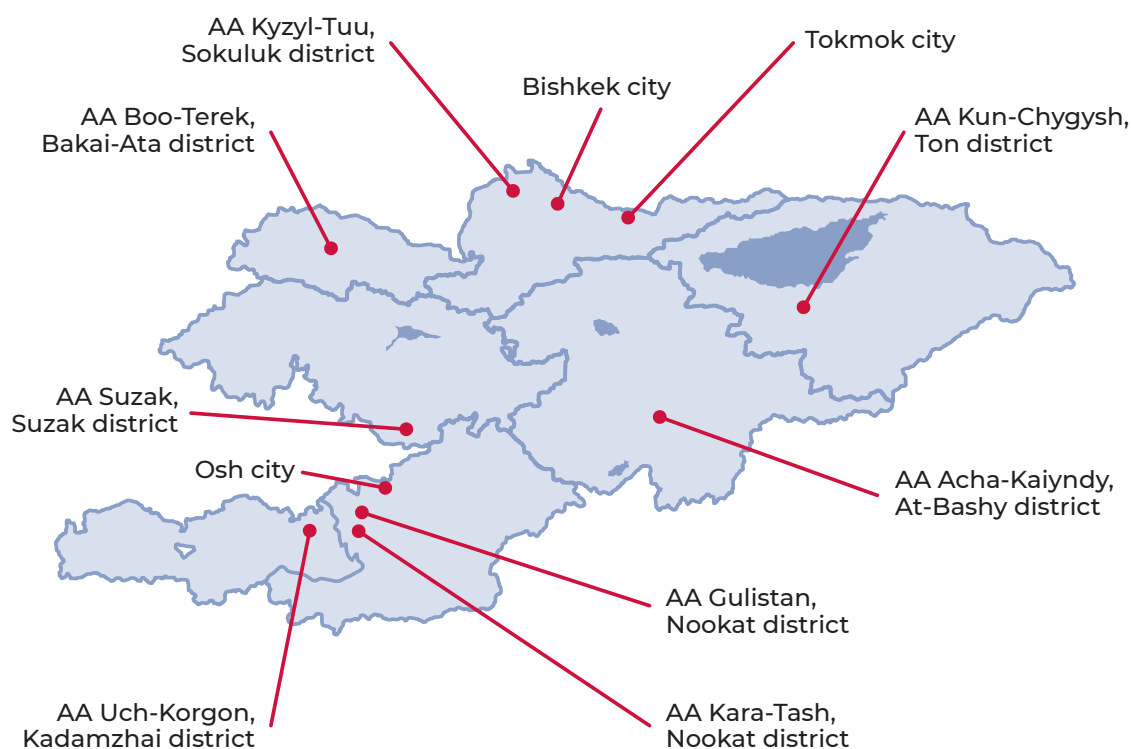 AA Kyzyl-Tuu,
Sokuluk district
Tokmok city
Bishkek city
AA Boo-Terek,
Bakai-Ata district
AA Kun-Chygysh,
Ton district
AA Suzak,
Suzak district
Osh city
AA Acha-Kaiyndy,
At-Bashy district
AA Gulistan,
Nookat district
AA Uch-Korgon,
Kadamzhai district
AA Kara-Tash,
Nookat district